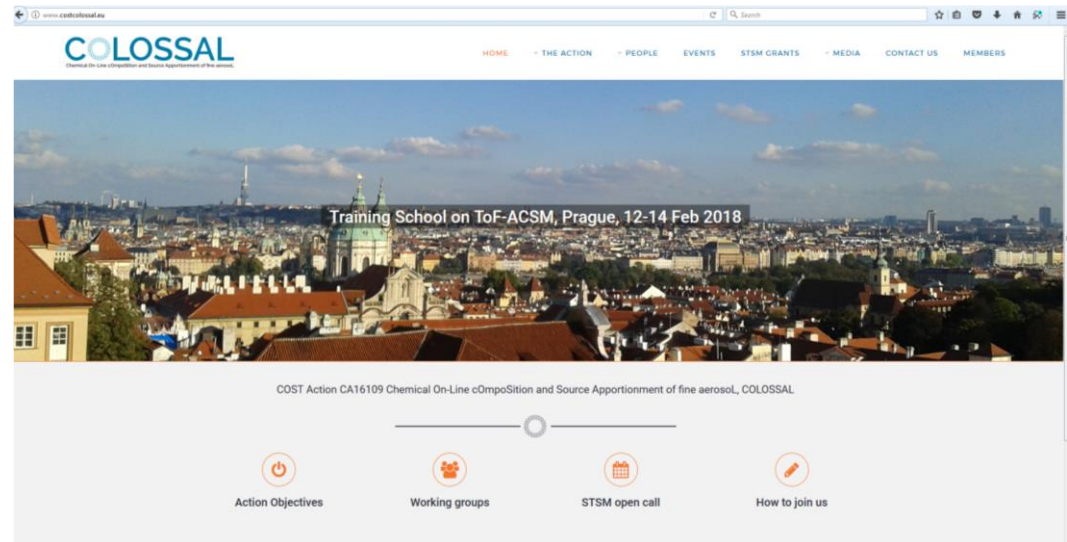 www.costcolossal.eu
Search
COLOSSAL
Chemical On-Line cOmpoSition and Source Apportionment of fine aerosoL
HOME THE ACTION PEOPLE EVENTS STSM GRANTS MEDIA CONTACT US MEMBERS
Training School on ToF-ACSM, Prague, 12-14 Feb 2018
COST Action CA16109 Chemical On-Line cOmpoSition and Source Apportionment of fine aerosoL, COLOSSAL
Action Objectives Working groups STSM open call How to join us